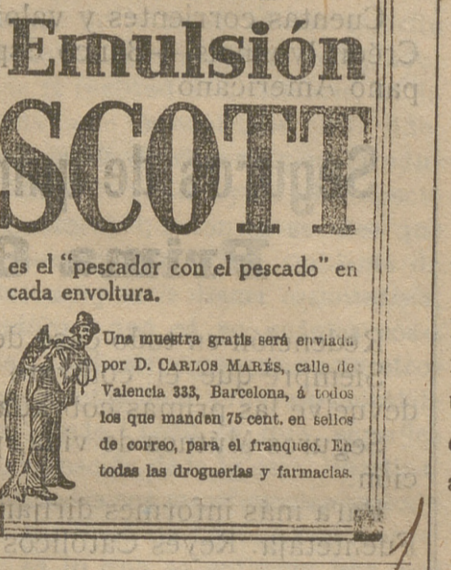 Emulsión
SCOTT
es el "pescador con el pescado" en
cada envoltura.
Una muestra gratis será enviada
por D. CARLOS MARÉS, calle de
Valencia 333, Barcelona, á todos
los que manden 75 cent. en sellos
de correo, para el franqueo. En
todas las droguerías y farmacias.